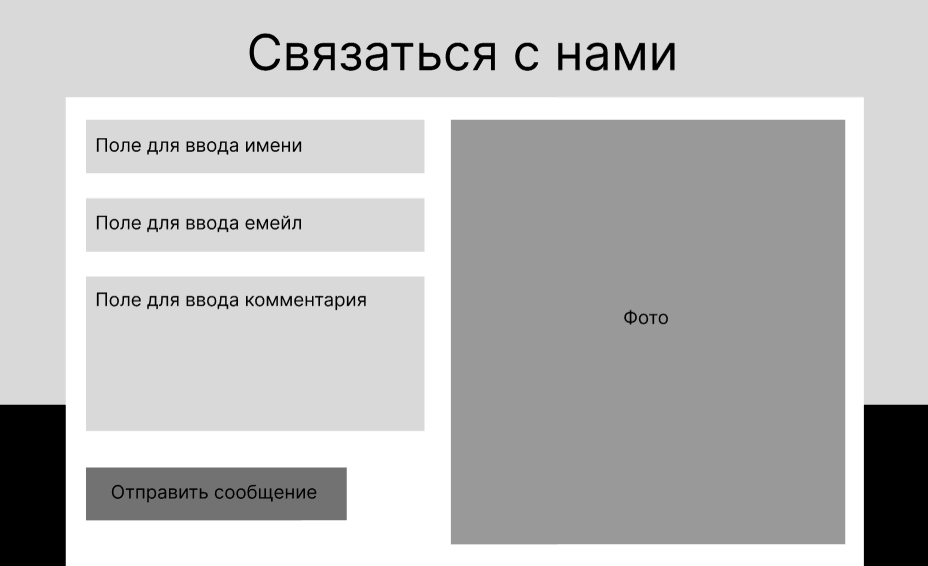 Связаться с нами
Поле для ввода имени
Поле для ввода емейл
Поле для ввода комментария
Отправить сообщение
Фото